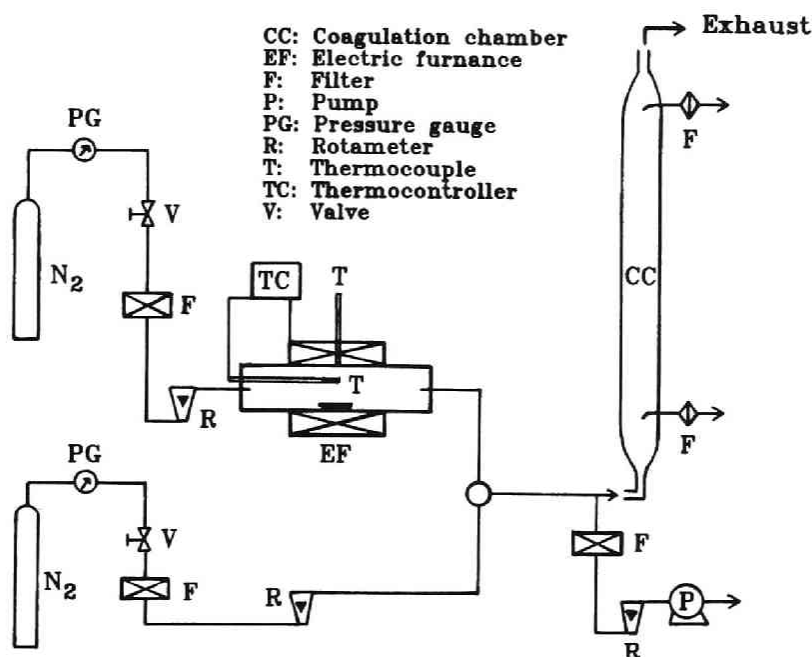 CC: Coagulation chamber
EF: Electric furnance
F: Filter
P: Pump
PG: Pressure gauge
R: Rotameter
T: Thermocouple
TC: Thermocontroller
V: Valve
Exhaust
PG
F
V
N2
TC
T
CC
F
T
R
EF
F
PG
V
F
N2
F
R
P
R